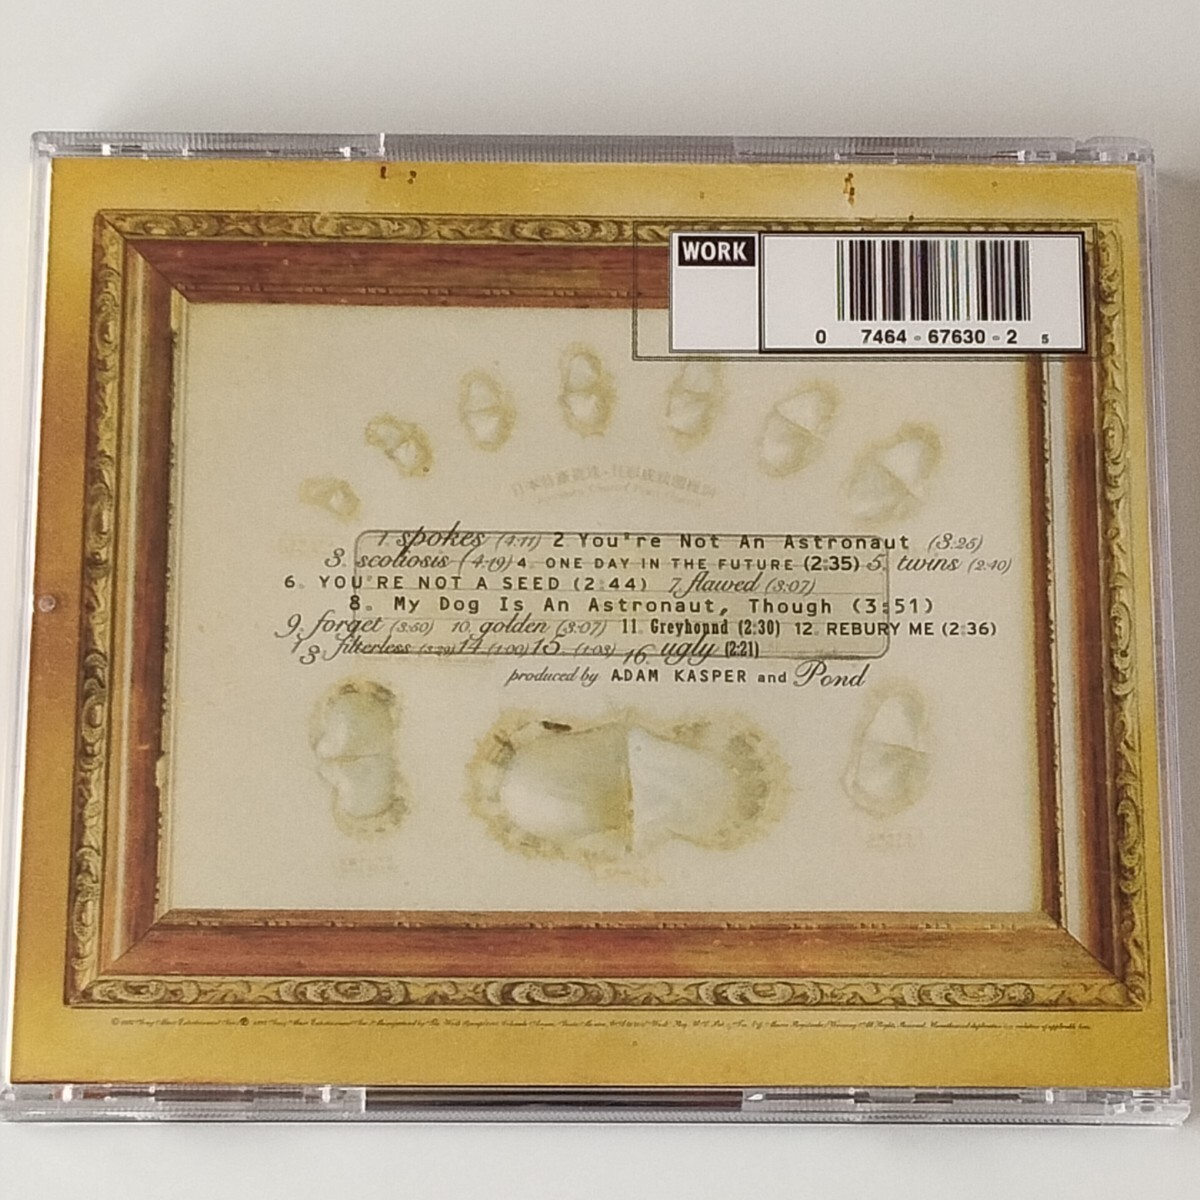 WORK
0 7464-67630-2 5
1. spokes (4:11) 2 You're Not An Astronaut (3:25)
3. scoliosis (4:19) 4. ONE DAY IN THE FUTURE (2:35) 5. twins (2:40)
6. YOU'RE NOT A SEED (2:44) 7. flawed (3:07)
8. My Dog Is An Astronaut, Though (3:51)
9. forget (3:50) 10. golden (3:07) 11. Greyhound (2:30) 12. REBURY ME (2:36)
13. filterless (3:29) 14. (1:00) 15. (1:03) 16. ugly (2:21)
produced by ADAM KASPER and Pond